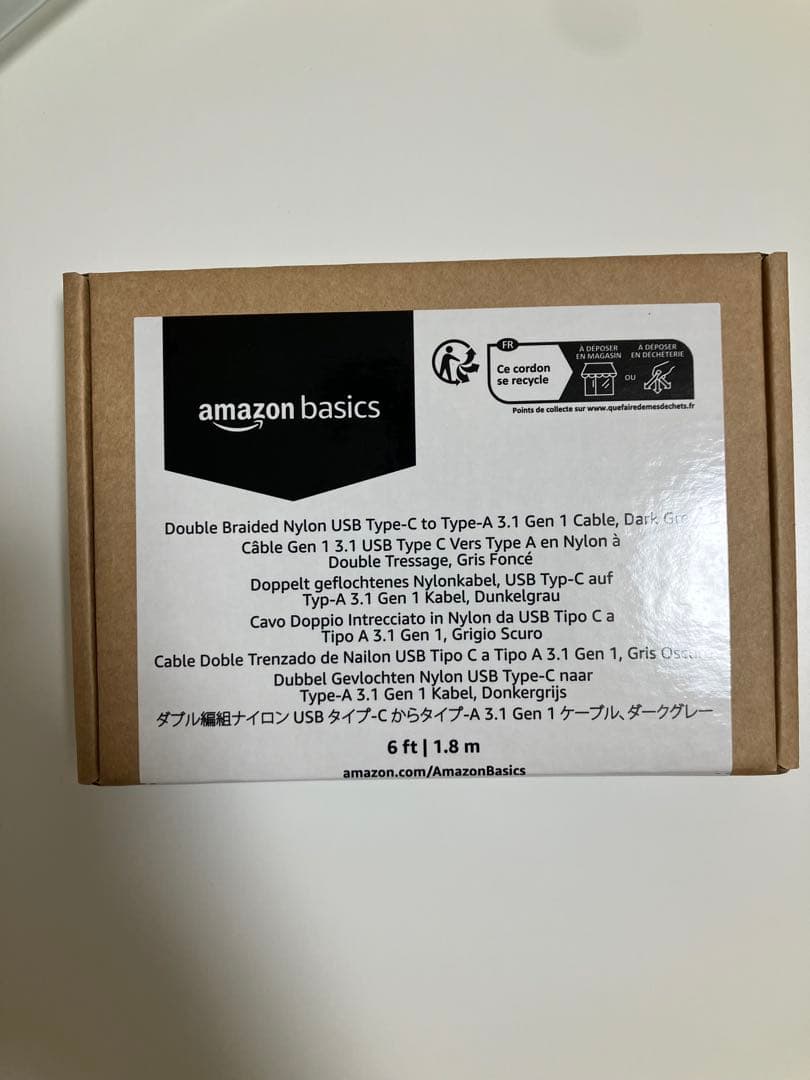 amazon basics
FR
Ce cordon
se recycle
À DÉPOSER
EN MAGASIN
OU
À DÉPOSER
EN DÉCHÈTERIE
Points de collecte sur www.quefairedemesdechets.fr
Double Braided Nylon USB Type-C to Type-A 3.1 Gen 1 Cable, Dark
Câble Gen 1 3.1 USB Type C Vers Type A en Nylon à
Double Tressage, Gris Foncé
Doppelt geflochtenes Nylonkabel, USB Typ-C auf
Typ-A 3.1 Gen 1 Kabel, Dunkelgrau
Cavo Doppio Intrecciato in Nylon da USB Tipo C a
Tipo A 3.1 Gen 1, Grigio Scuro
Cable Doble Trenzado de Nailon USB Tipo C a Tipo A 3.1 Gen 1, Gris
Dubbel Gevlochten Nylon USB Type-C naar
Type-A 3.1 Gen 1 Kabel, Donkergrijs
ダブル編組ナイロン USB タイプ-C からタイプ-A 3.1 Gen 1 ケーブル、ダークグレー
6 ft | 1.8 m
amazon.com/AmazonBasics